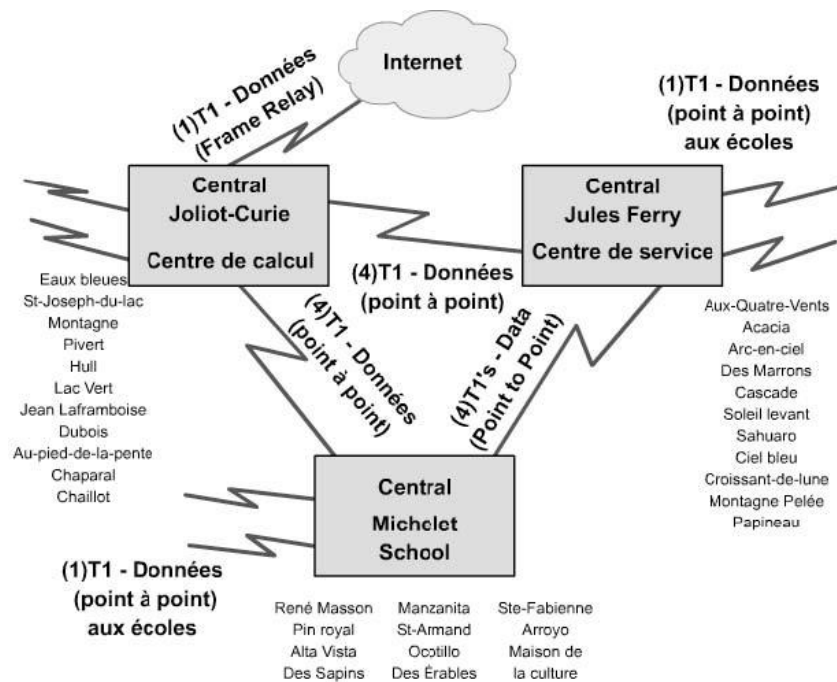 Internet
(1)T1 - Données
(Frame Relay)
(1)T1 - Données
(point à point)
aux écoles
Central
Joliot-Curie
Centre de calcul
Central
Jules Ferry
Centre de service
(4)T1 - Données
(point à point)
(4)T1 - Données
(point à point)
(4)T1's - Data
(Point to Point)
Eaux bleues
St-Joseph-du-lac
Montagne
Pivert
Hull
Lac Vert
Jean Laframboise
Dubois
Au-pied-de-la-pente
Chaparal
Chaillot
Aux-Quatre-Vents
Acacia
Arc-en-ciel
Des Marrons
Cascade
Soleil levant
Sahuaro
Ciel bleu
Croissant-de-lune
Montagne Pelée
Papineau
Central
Michelet
School
(1)T1 - Données
(point à point)
aux écoles
René Masson
Pin royal
Alta Vista
Des Sapins
Manzanita
St-Armand
Ocotillo
Des Érables
Ste-Fabienne
Arroyo
Maison de
la culture